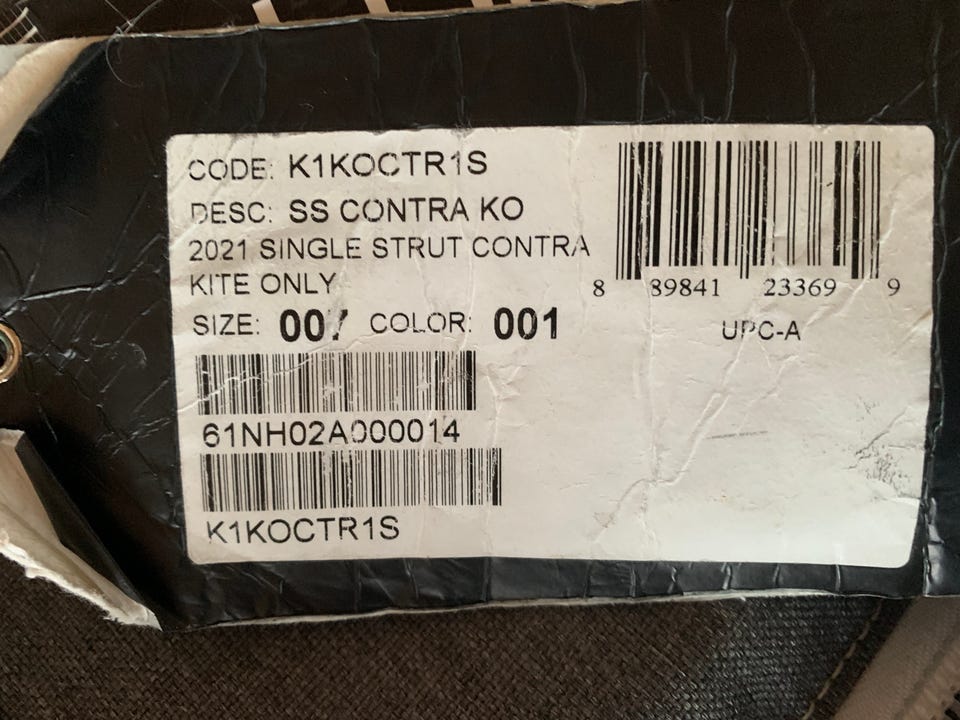 CODE: K1KOCTR1S
DESC: SS CONTRA KO
2021 SINGLE STRUT CONTRA
KITE ONLY
SIZE: 007 COLOR: 001
61NH02A000014
K1KOCTR1S
8 89841 23369 9
UPC-A